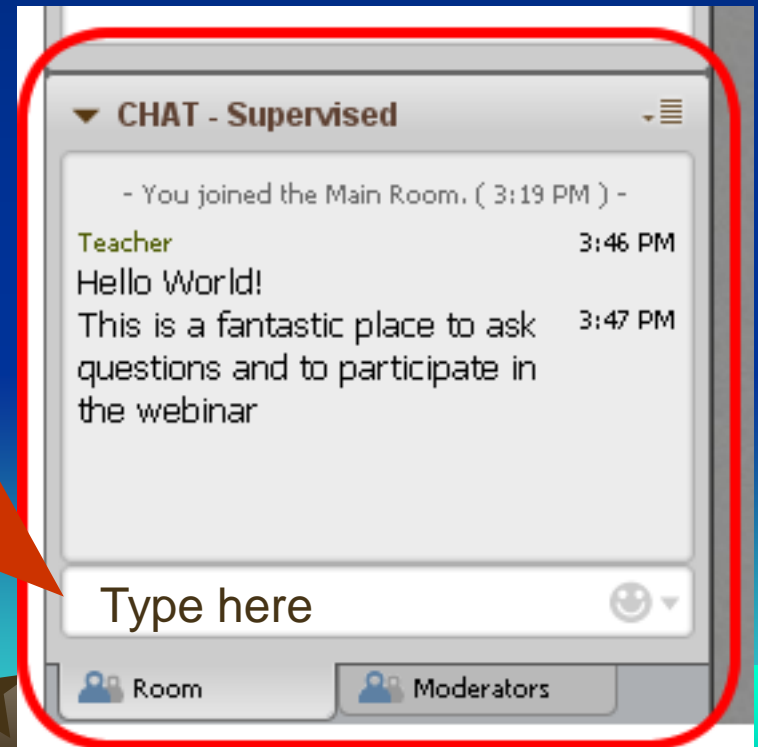 CHAT - Supervised
- You joined the Main Room. ( 3:19 PM ) -
Teacher 3:46 PM
Hello World!
This is a fantastic place to ask 3:47 PM
questions and to participate in
the webinar
Type here
Room Moderators